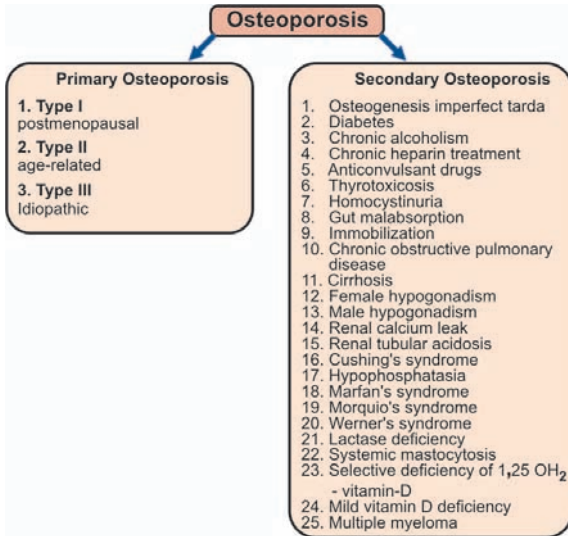 Osteoporosis
Primary Osteoporosis
1. Type I
postmenopausal
2. Type II
age-related
3. Type III
Idiopathic
Secondary Osteoporosis
1. Osteogenesis imperfect tarda
2. Diabetes
3. Chronic alcoholism
4. Chronic heparin treatment
5. Anticonvulsant drugs
6. Thyrotoxicosis
7. Homocystinuria
8. Gut malabsorption
9. Immobilization
10. Chronic obstructive pulmonary
disease
11. Cirrhosis
12. Female hypogonadism
13. Male hypogonadism
14. Renal calcium leak
15. Renal tubular acidosis
16. Cushing's syndrome
17. Hypophosphatasia
18. Marfan's syndrome
19. Morquio's syndrome
20. Werner's syndrome
21. Lactase deficiency
22. Systemic mastocytosis
23. Selective deficiency of 1,25 OH₂
- vitamin-D
24. Mild vitamin D deficiency
25. Multiple myeloma